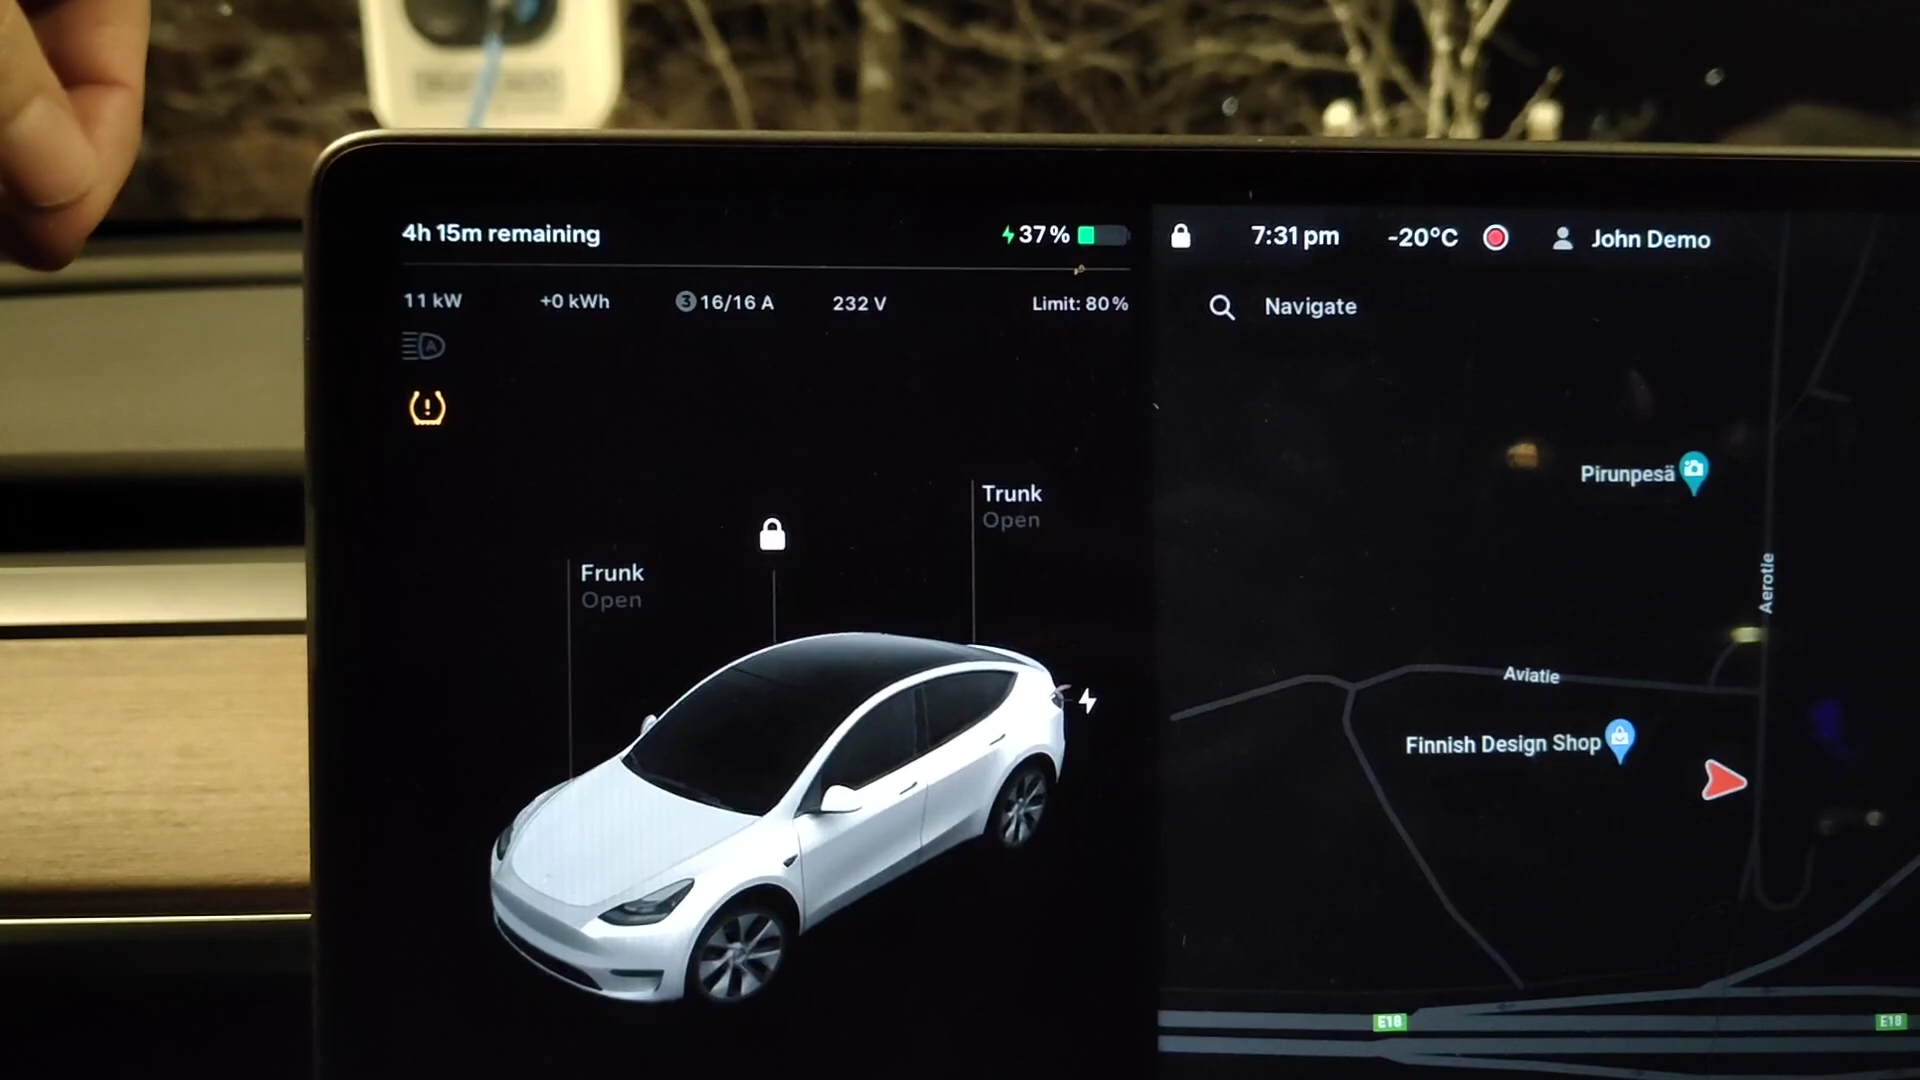 4h 15m remaining
37%
11 kW
+0 kWh
3 16/16 A
232 V
Limit: 80%
A
Trunk
Open
Frunk
Open
7:31 pm
-20°C
John Demo
Navigate
Pirunpesä
Aerotie
Aviatie
Finnish Design Shop
E18
E18